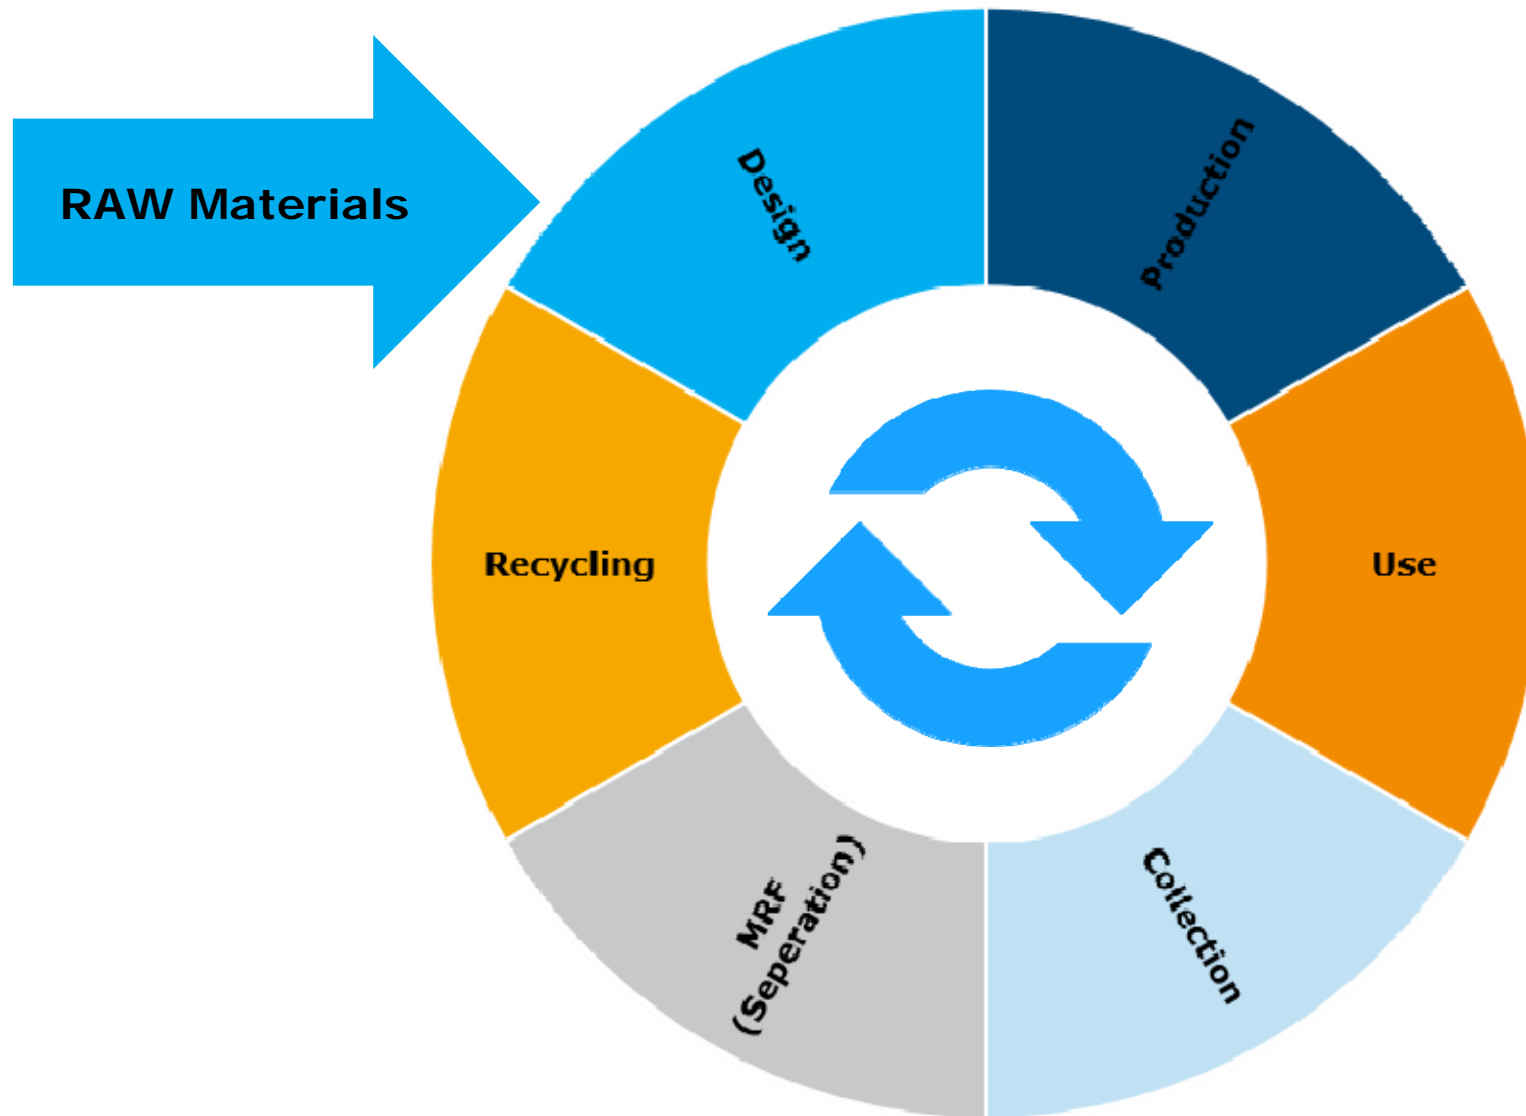 RAW Materials
Design
Production
Use
Collection
MRF
(Seperation)
Recycling